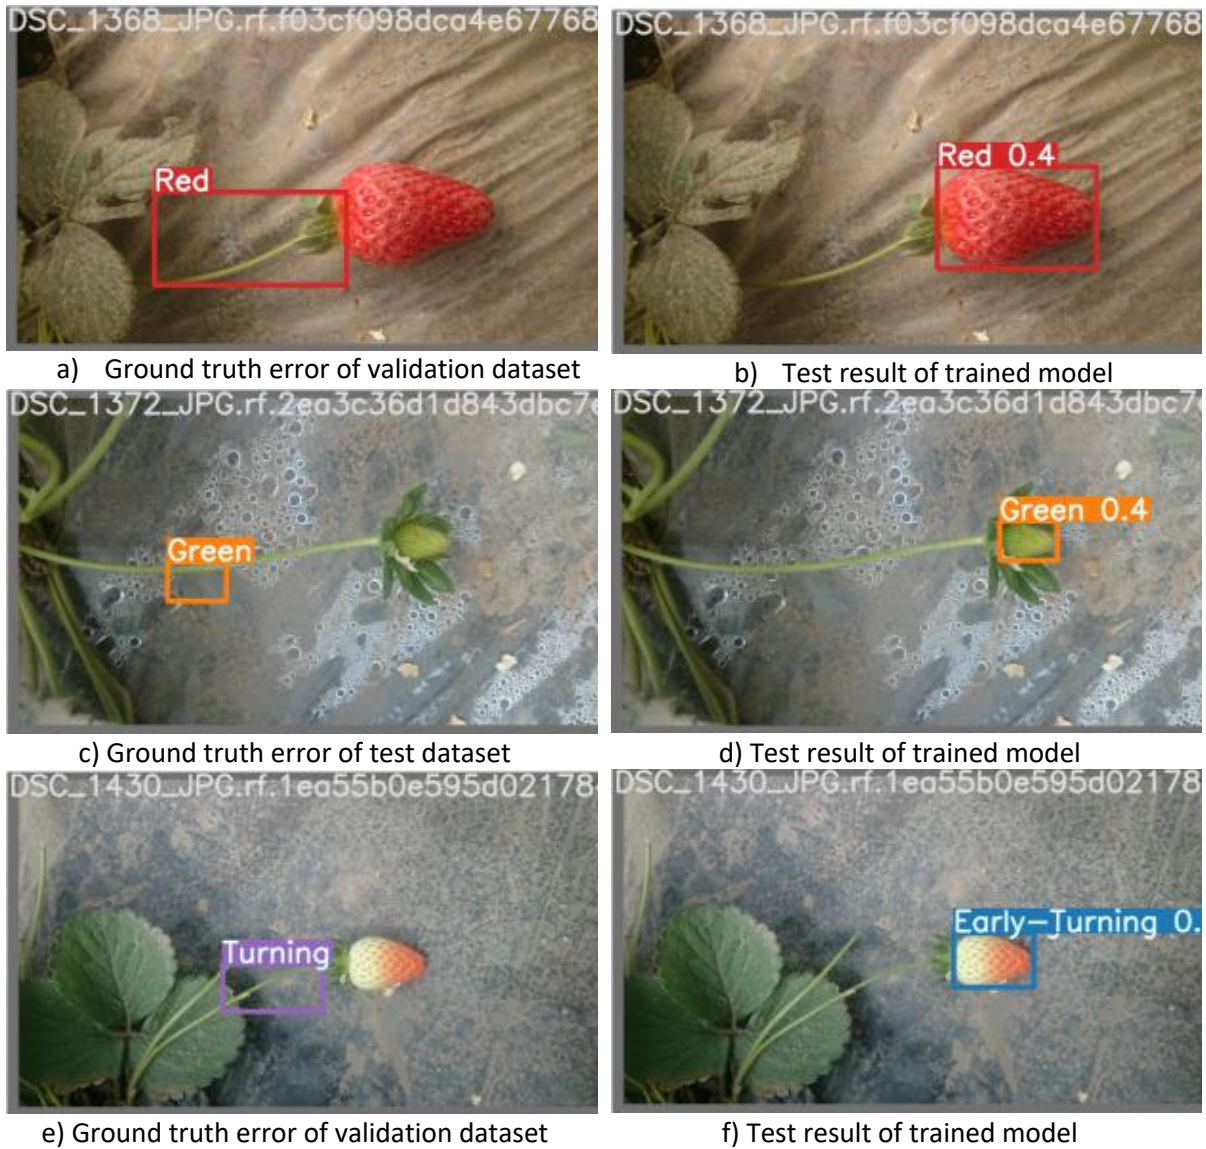 DSC_1368_JPG.rf.f03cf098dca4e67768
DSC_1368_JPG.rf.f03cf098dca4e67768
Red
Red 0.4
a) Ground truth error of validation dataset
b) Test result of trained model
DSC_1372_JPG.rf.2ea3c36d1d843dbc7e
DSC_1372_JPG.rf.2ea3c36d1d843dbc7
Green
Green 0.4
c) Ground truth error of test dataset
d) Test result of trained model
DSC_1430_JPG.rf.1ea55b0e595d02178
DSC_1430_JPG.rf.1ea55b0e595d02178
Turning
Early-Turning 0.
e) Ground truth error of validation dataset
f) Test result of trained model